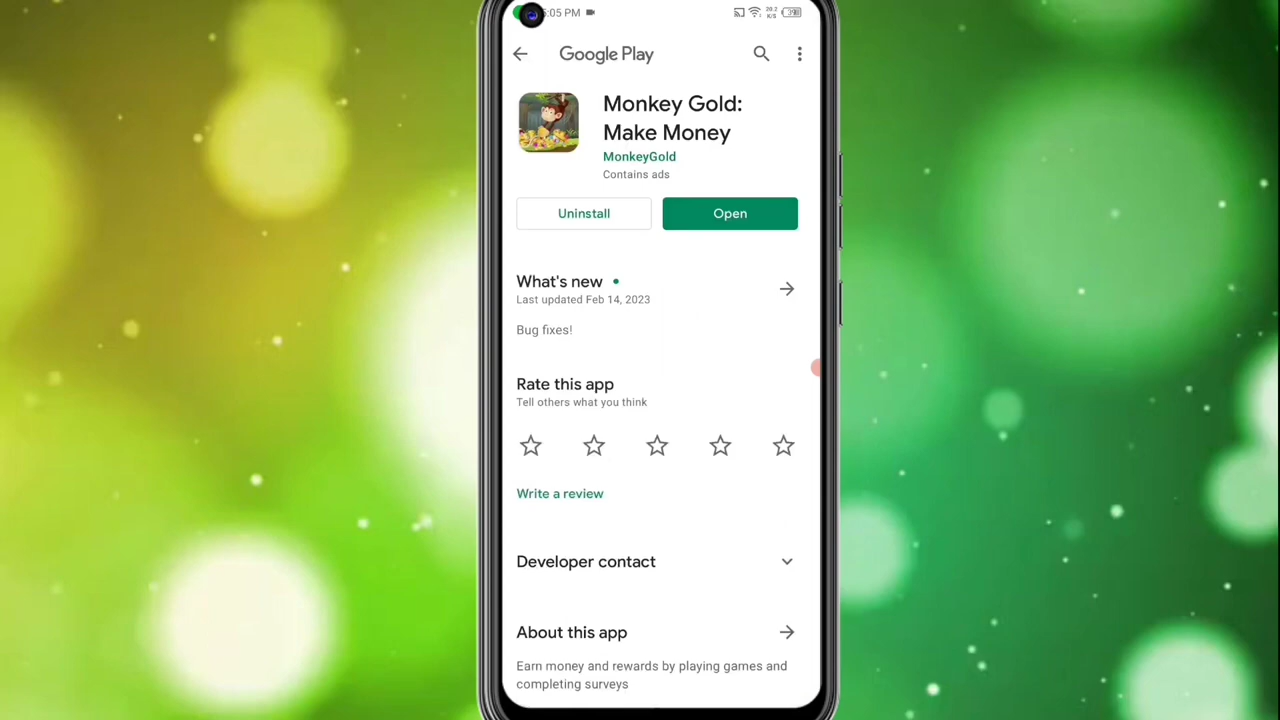 5:05 PM
Google Play
Monkey Gold:
Make Money
MonkeyGold
Contains ads
Uninstall
Open
What's new
Last updated Feb 14, 2023
Bug fixes!
Rate this app
Tell others what you think
Write a review
Developer contact
About this app
Earn money and rewards by playing games and
completing surveys